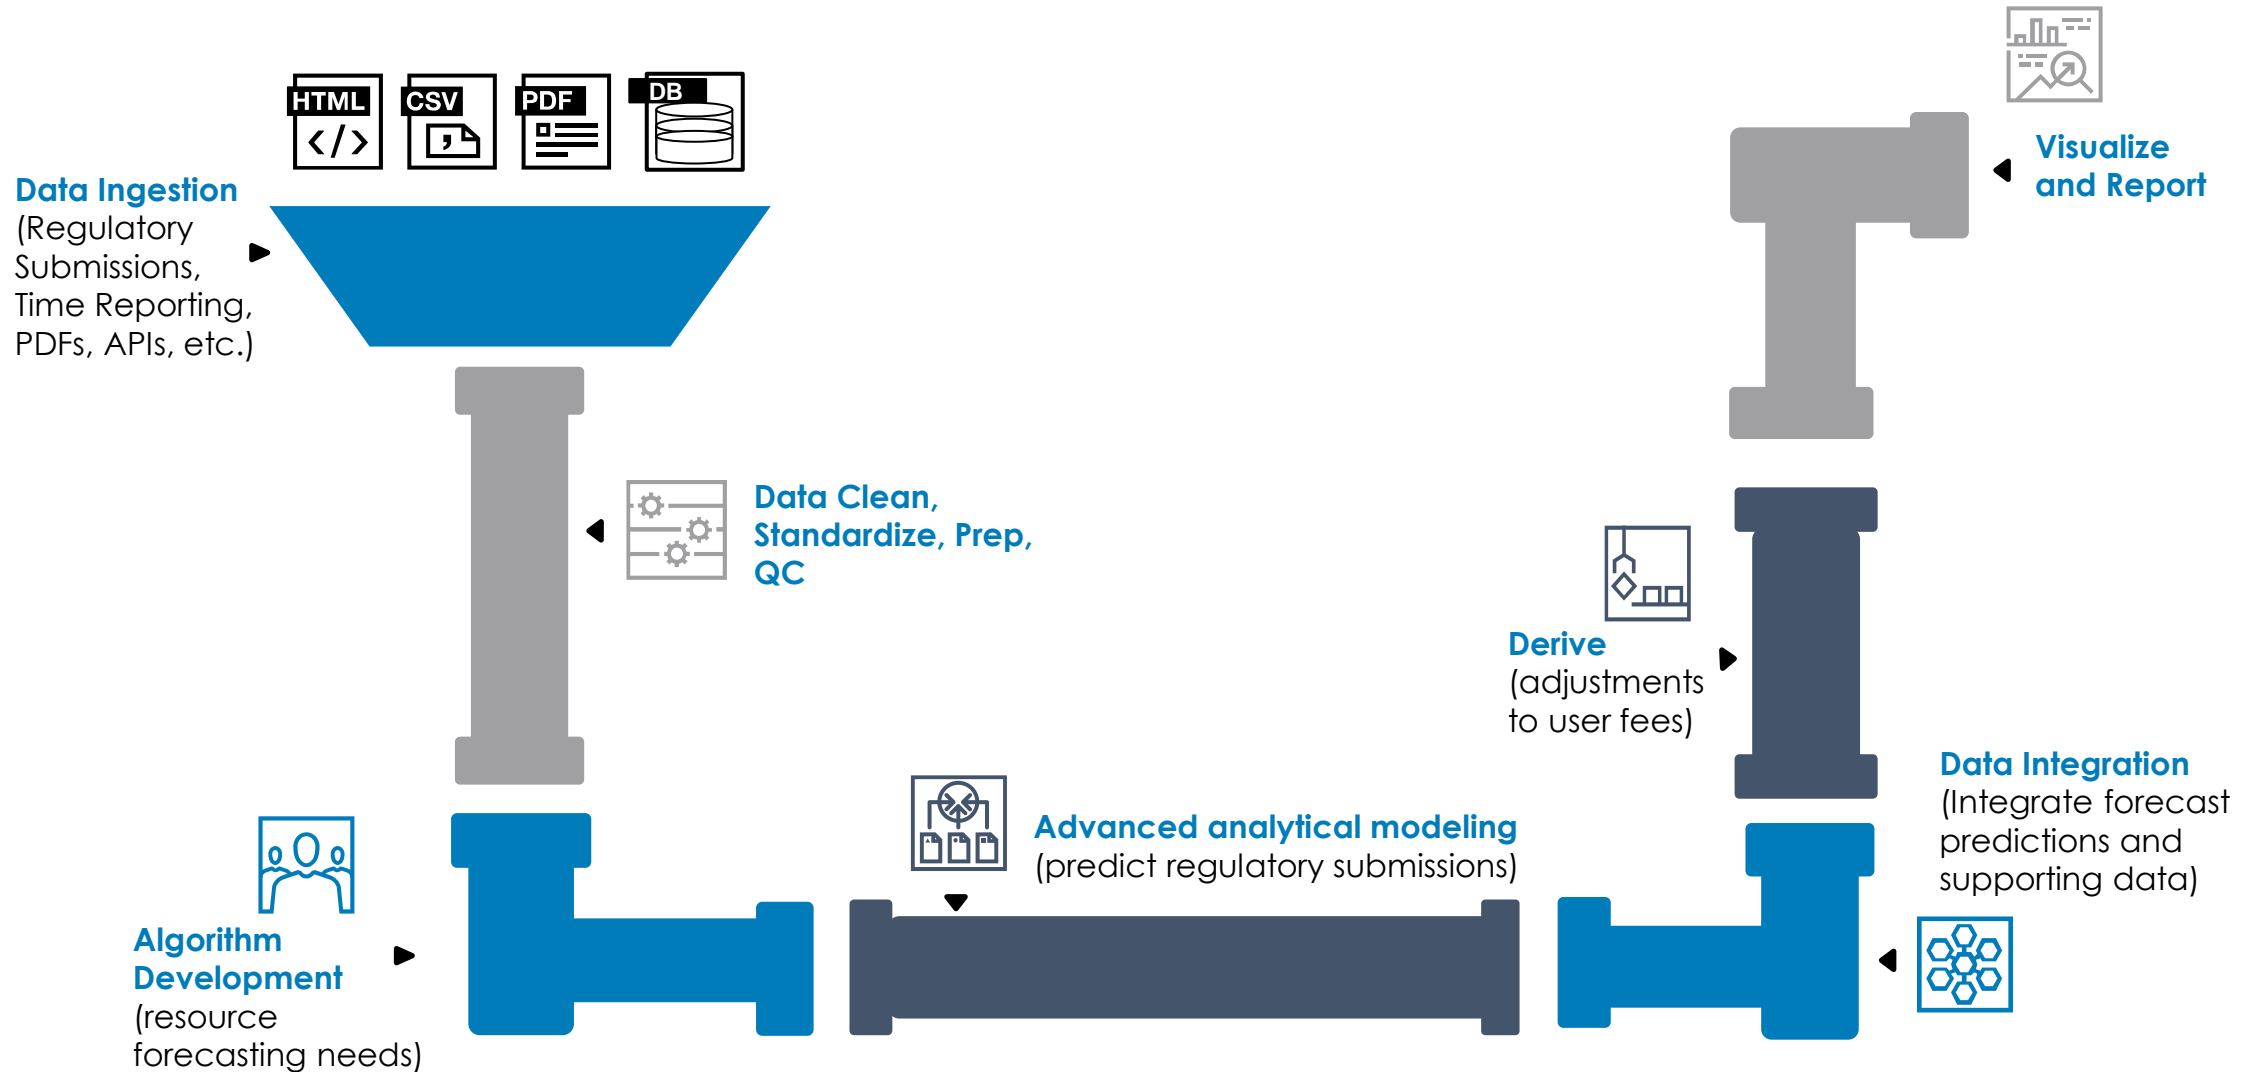 HTML
CSV
PDF
DB
Data Ingestion
(Regulatory
Submissions,
Time Reporting,
PDFs, APIs, etc.)
Data Clean,
Standardize, Prep,
QC
Algorithm
Development
(resource
forecasting needs)
Advanced analytical modeling
(predict regulatory submissions)
Data Integration
(Integrate forecast
predictions and
supporting data)
Derive
(adjustments
to user fees)
Visualize
and Report